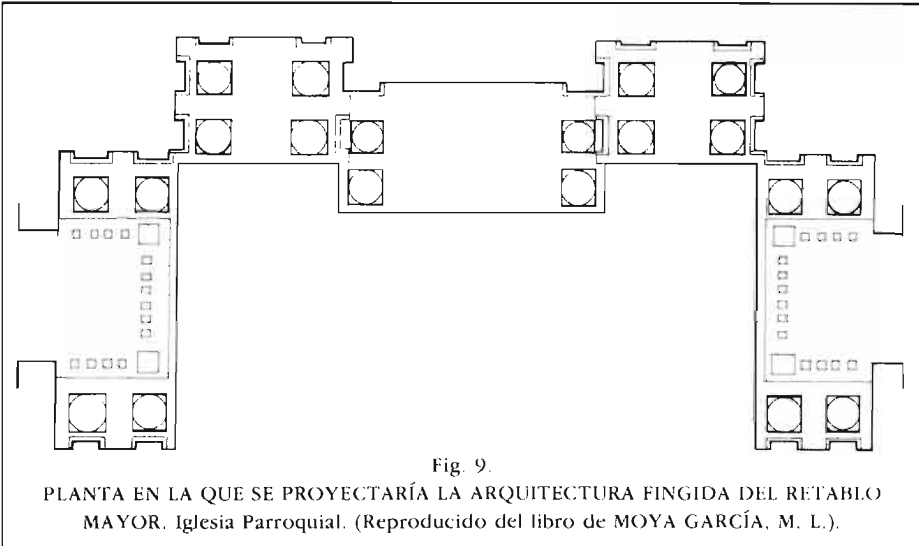 Fig. 9.
PLANTA EN LA QUE SE PROYECTARÍA LA ARQUITECTURA FINGIDA DEL RETABLO
MAYOR. Iglesia Parroquial. (Reproducido del libro de MOYA GARCÍA, M. L.).